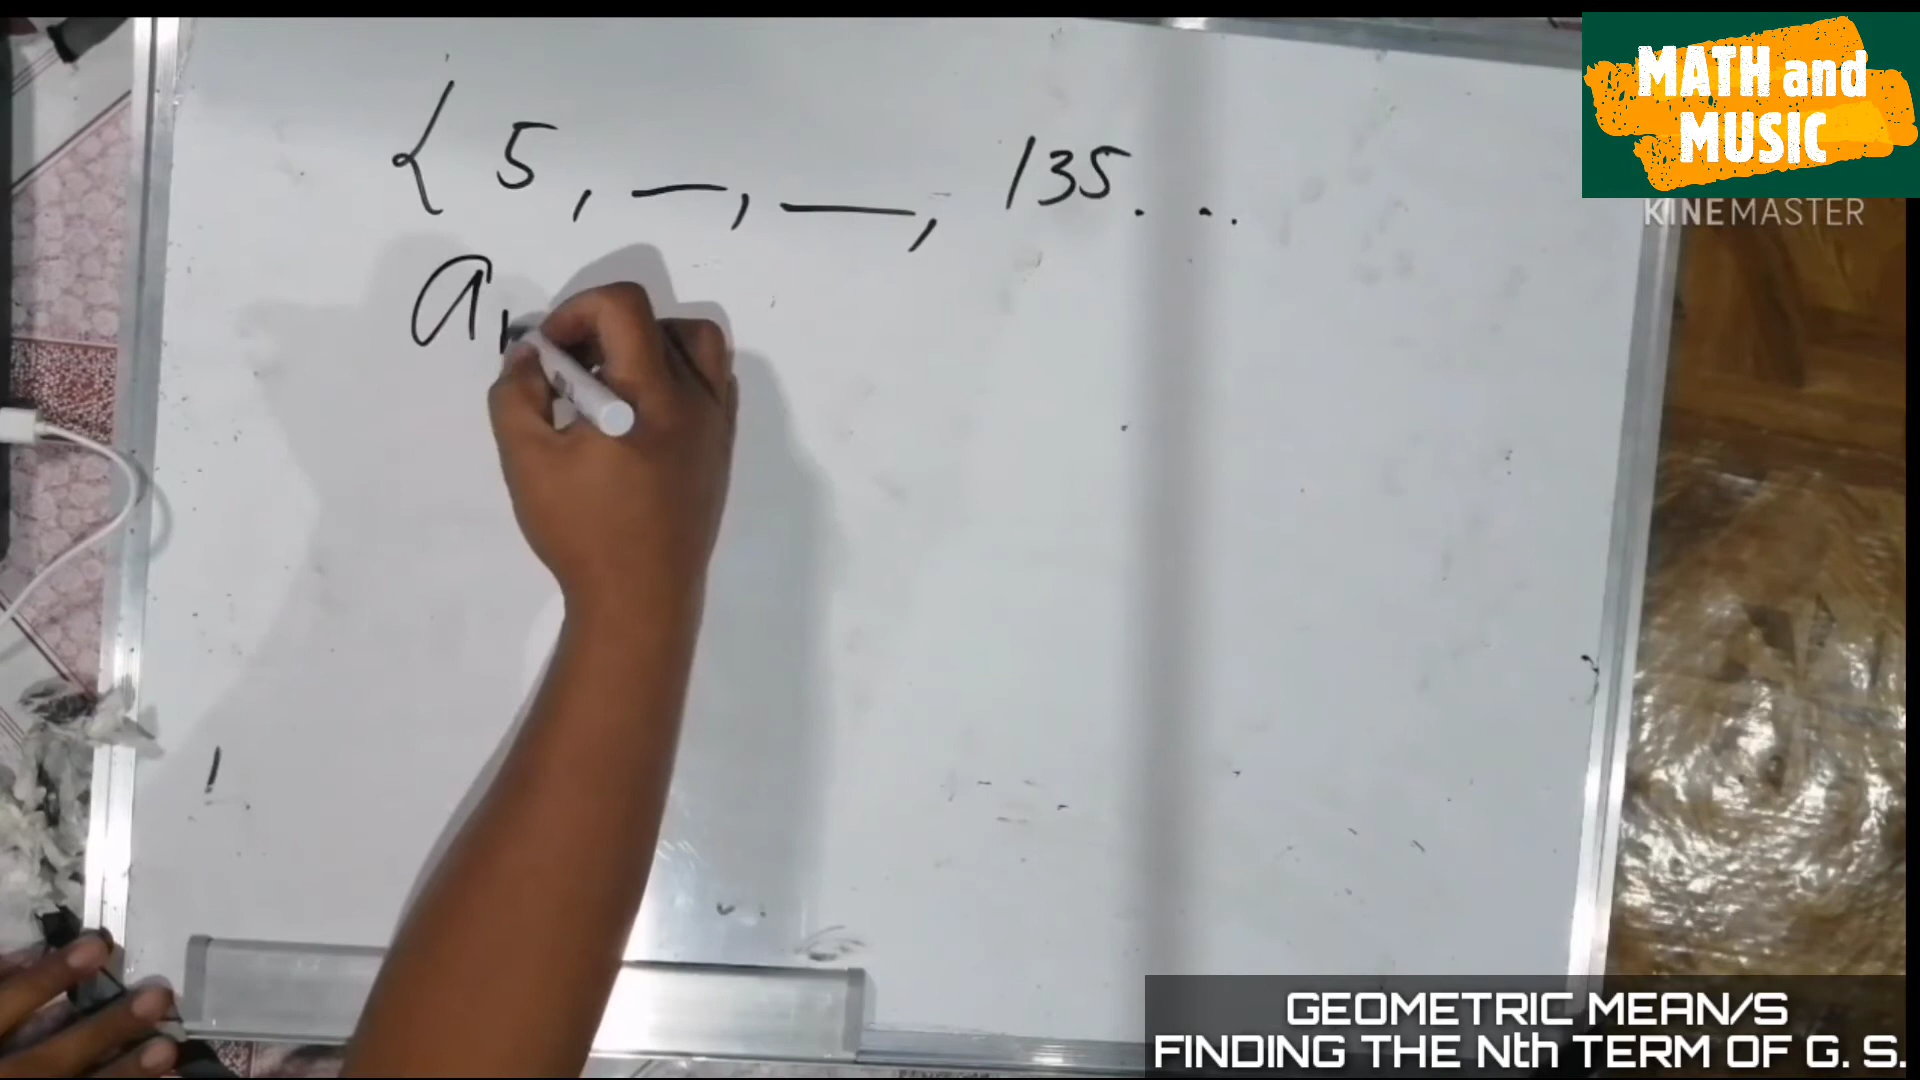 { 5, __, __, 135. ...
a
MATH and
MUSIC
KINEMASTER
GEOMETRIC MEAN/S
FINDING THE Nth TERM OF G. S.